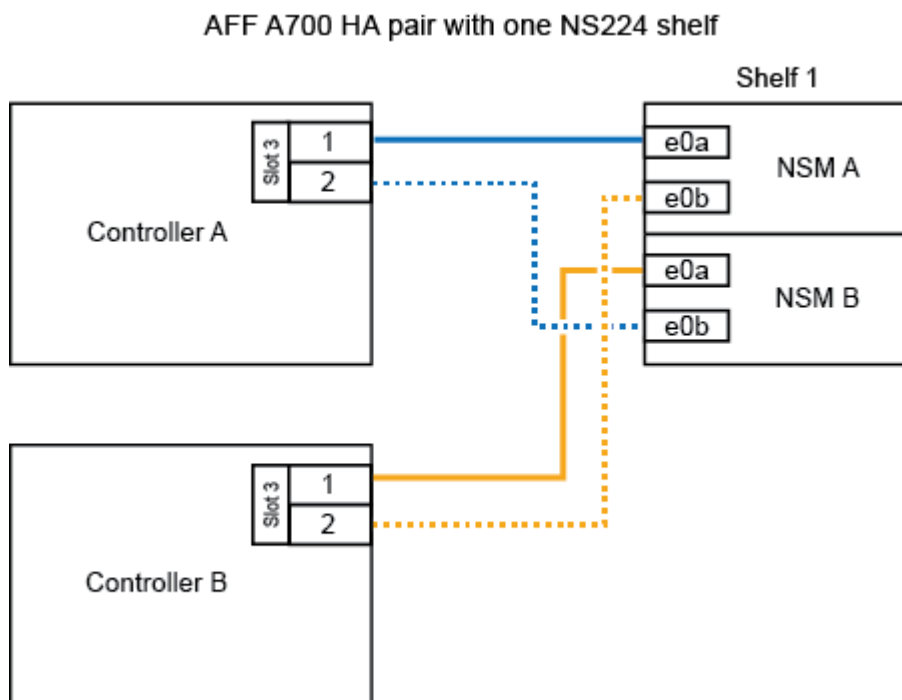 AFF A700 HA pair with one NS224 shelf
Shelf 1
Slot 3
1
2
Controller A
e0a
e0b
NSM A
e0a
e0b
NSM B
Slot 3
1
2
Controller B